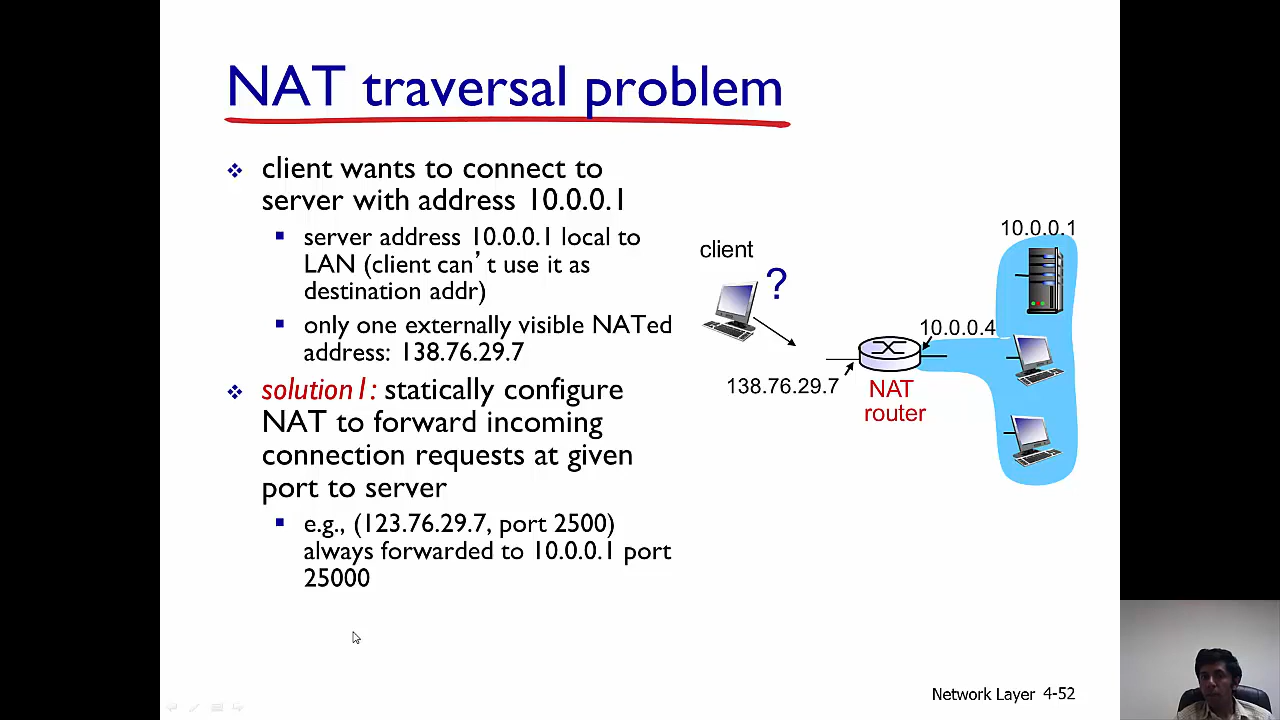 NAT traversal problem
client wants to connect to
server with address 10.0.0.1
server address 10.0.0.1 local to
LAN (client can't use it as
destination addr)
only one externally visible NATed
address: 138.76.29.7
solution1: statically configure
NAT to forward incoming
connection requests at given
port to server
e.g., (123.76.29.7, port 2500)
always forwarded to 10.0.0.1 port
25000
client
?
10.0.0.1
10.0.0.4
138.76.29.7
NAT
router
Network Layer 4-52